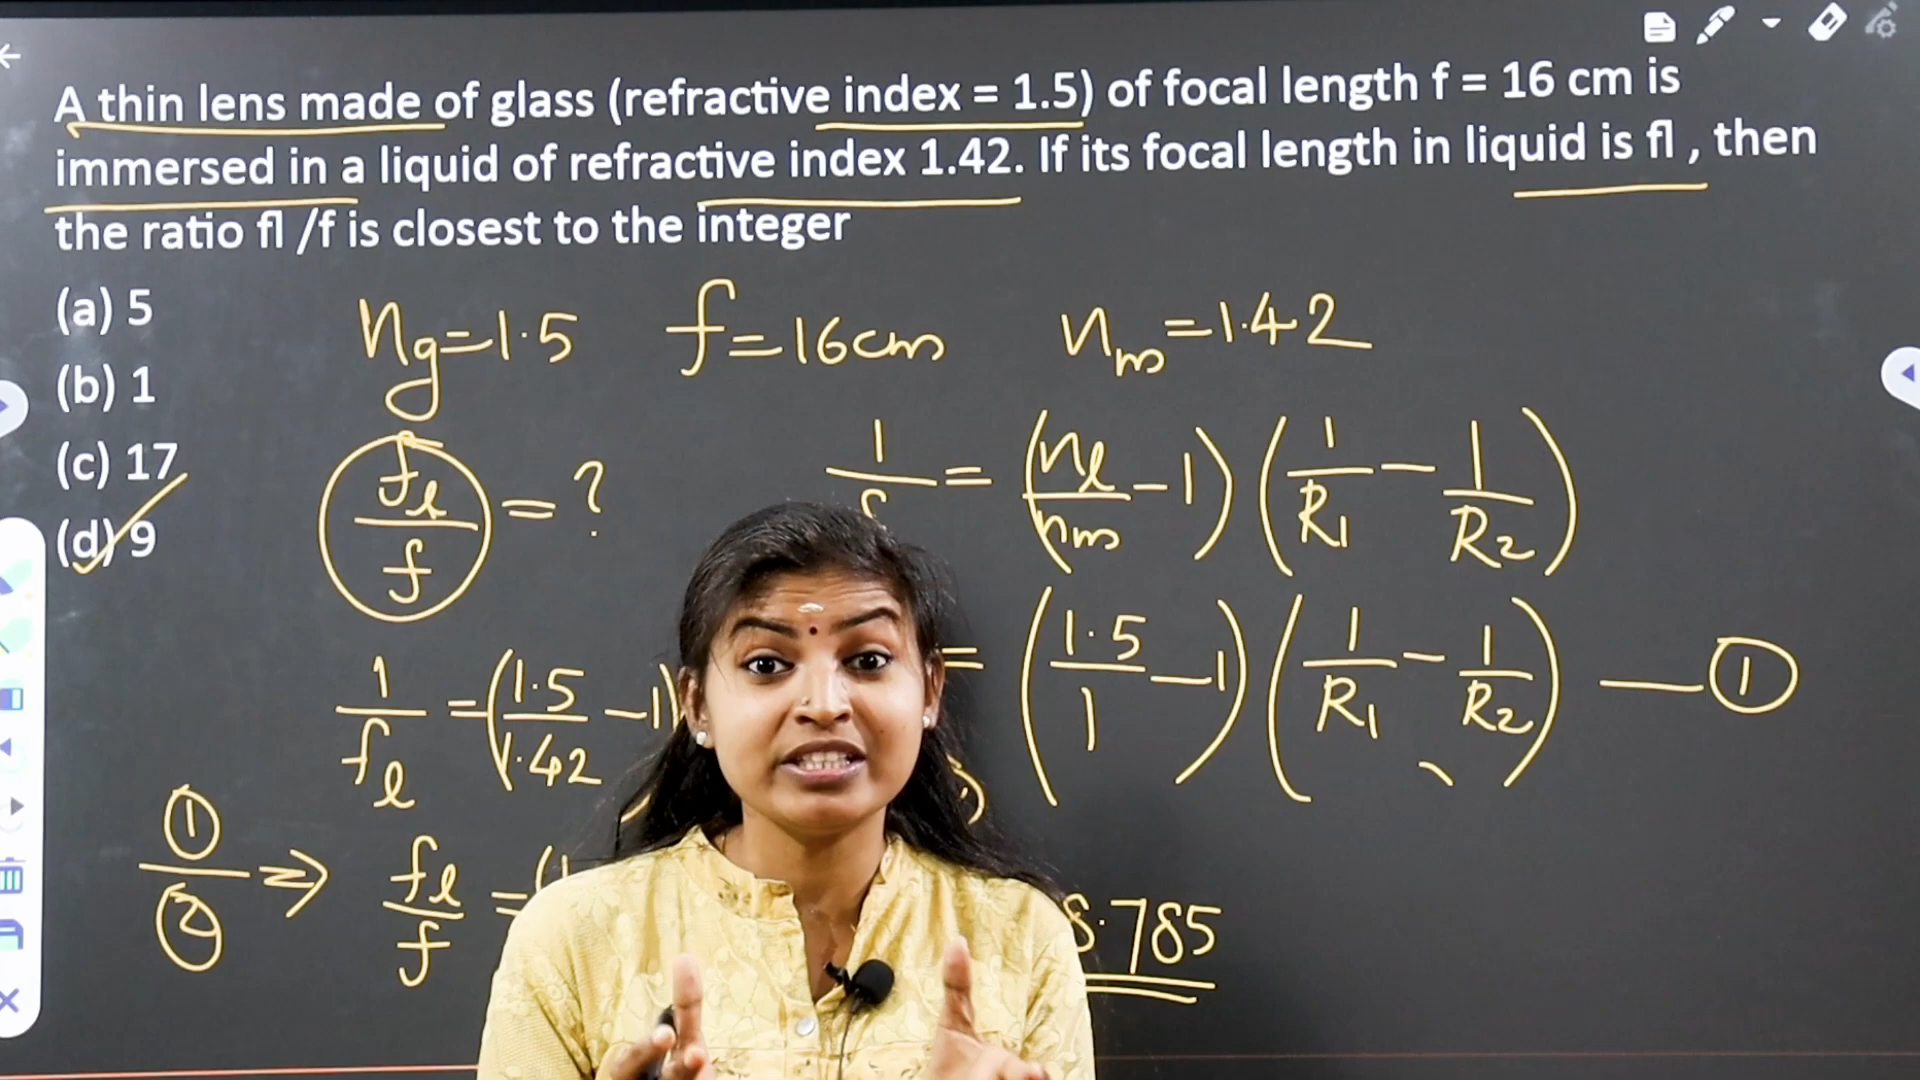 A thin lens made of glass (refractive index = 1.5) of focal length f = 16 cm is
immersed in a liquid of refractive index 1.42. If its focal length in liquid is fl , then
the ratio fl /f is closest to the integer
(a) 5
(b) 1
(c) 17
(d) 9
ng=1.5 f=16cm nm=1.42
fl/f = ?
1/f = (nl/nm - 1) (1/R1 - 1/R2)
= (1.5/1 - 1) (1/R1 - 1/R2) — ①
1/fl = (1.5/1.42 - 1)
①/② ⇒ fl/f = (
8.785